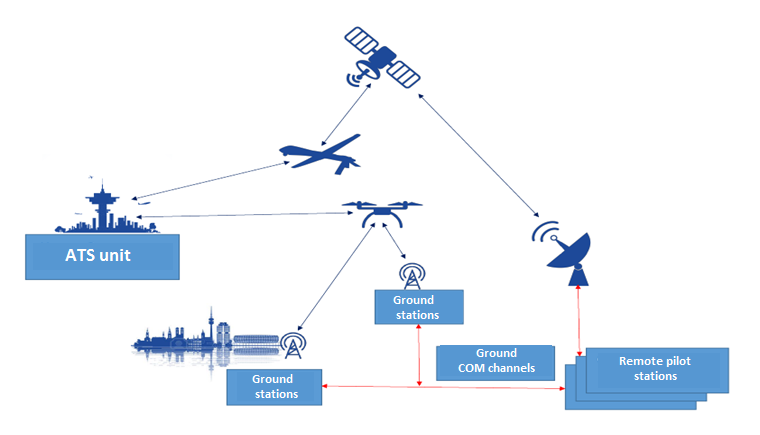 ATS unit
Ground
stations
Ground
COM channels
Remote pilot
stations
Ground
stations